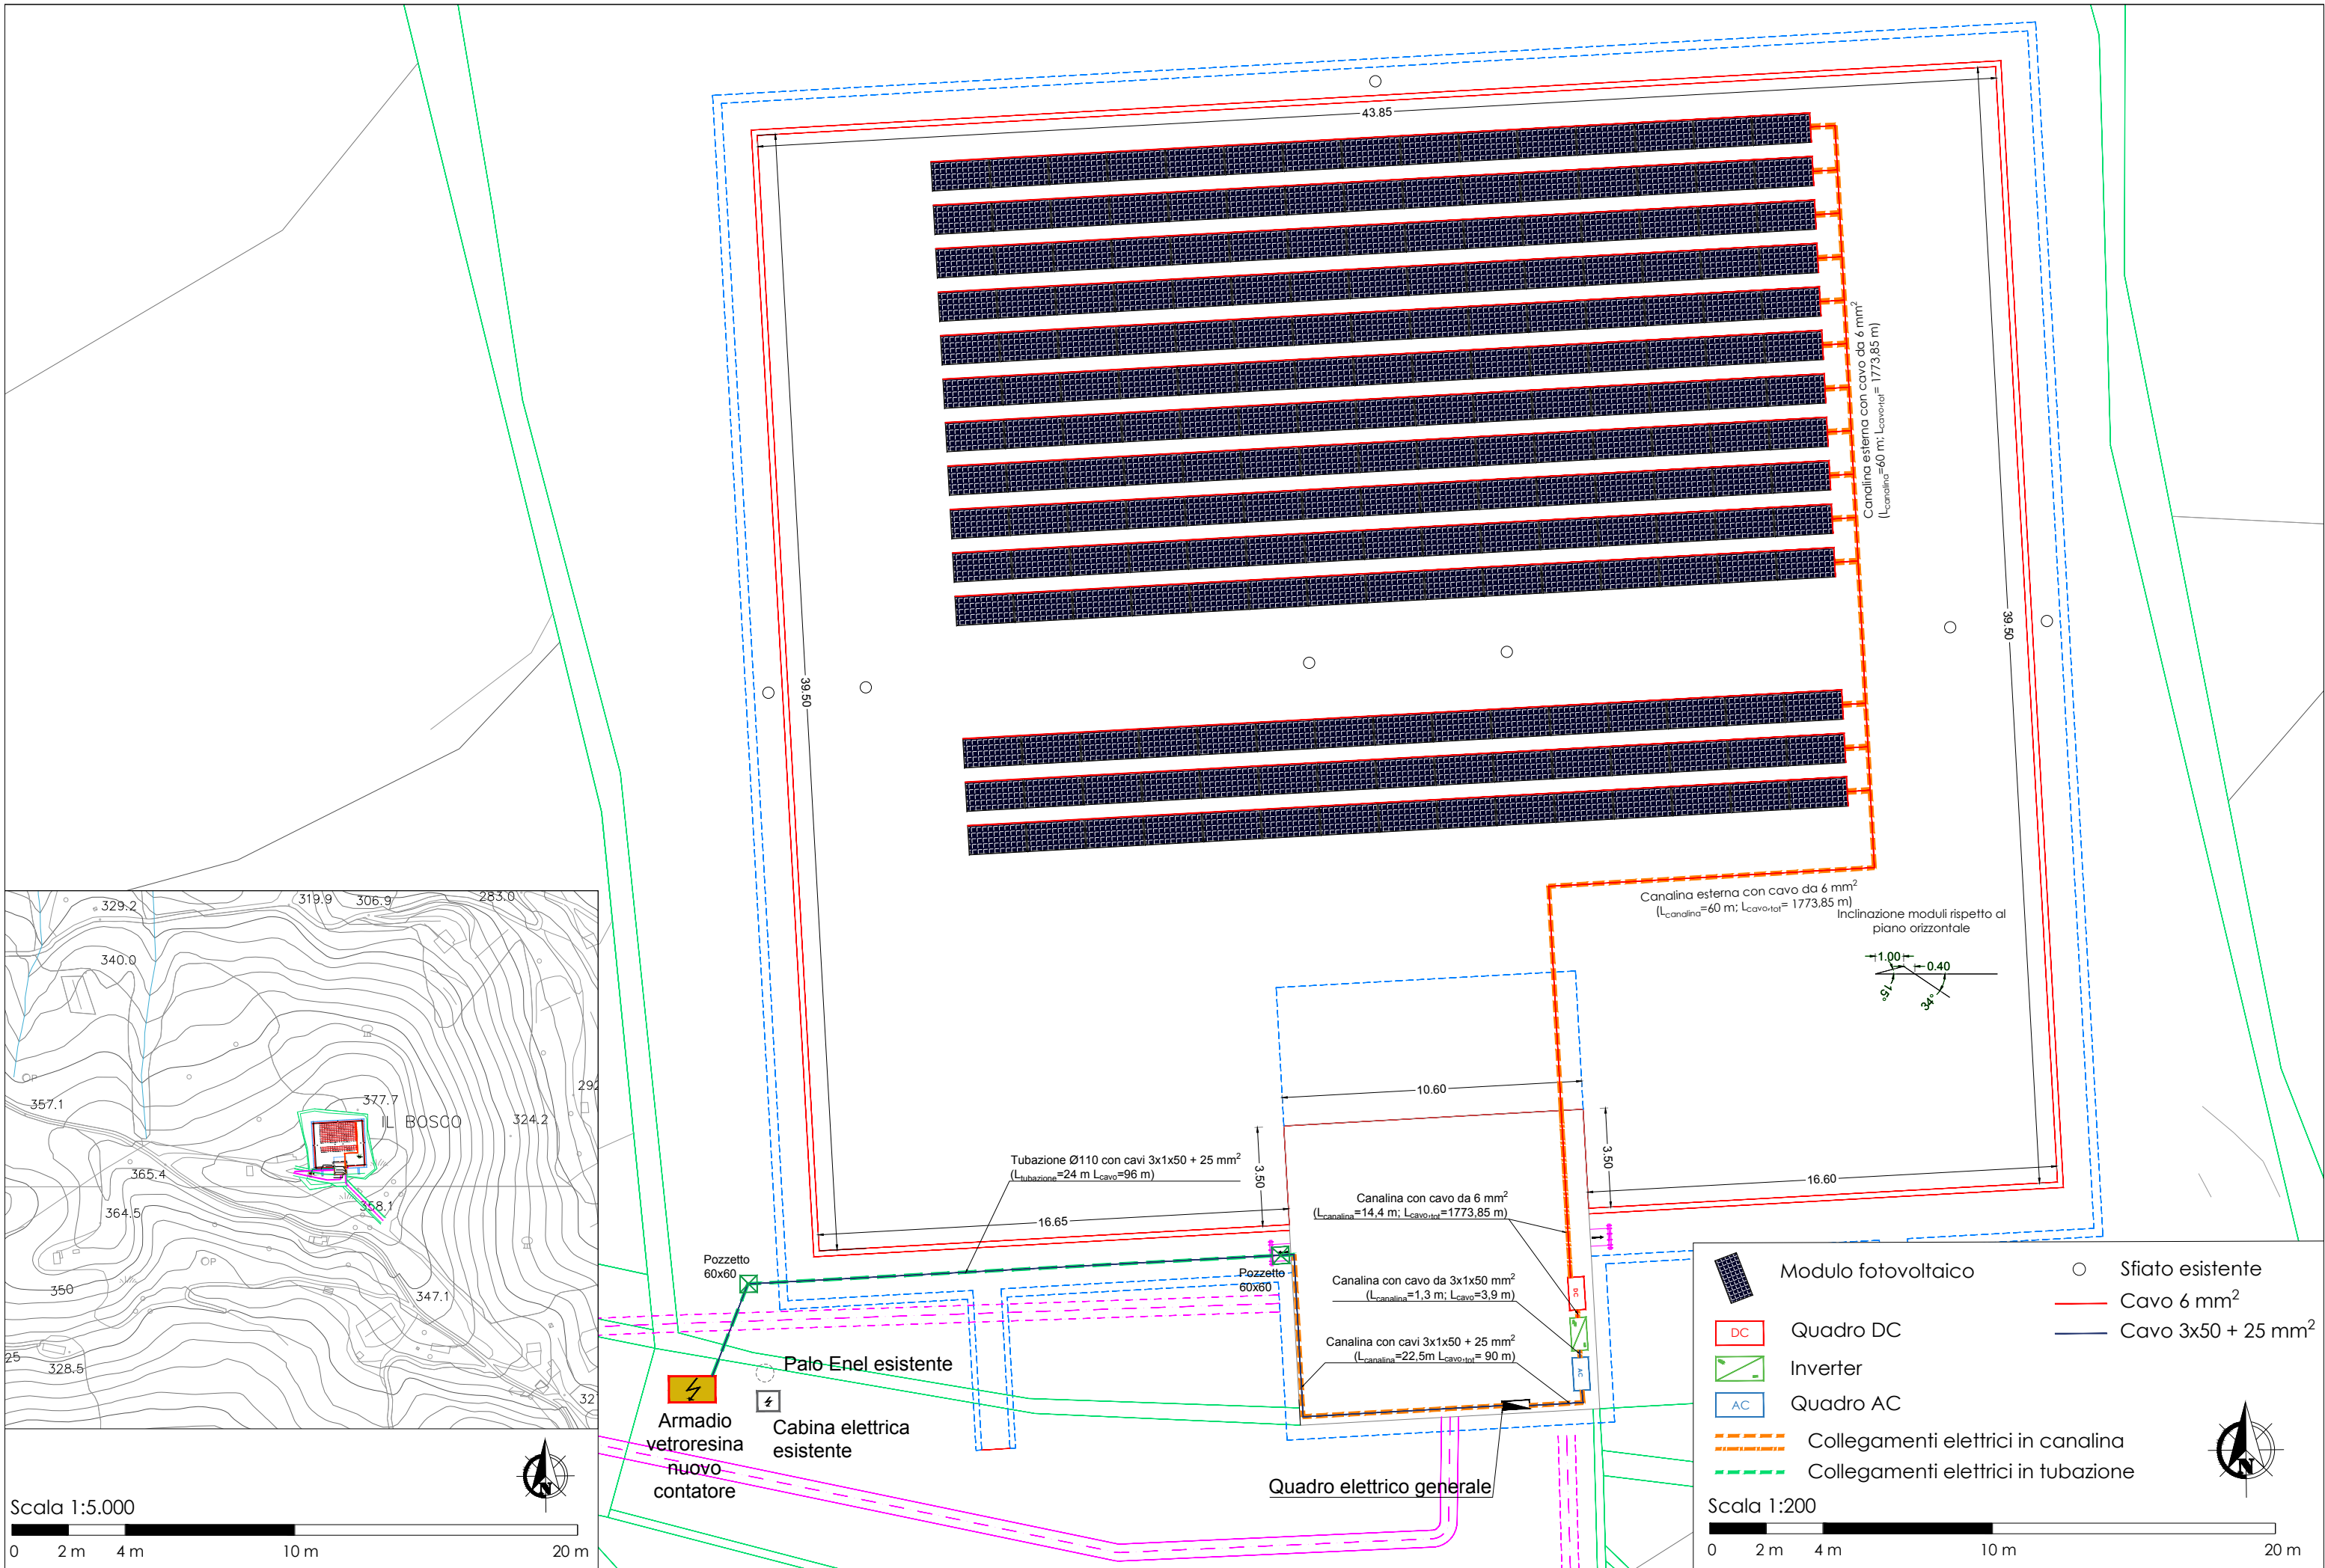 43.85
39.50
39.50
Canalina esterna con cavo da 6 mm²
(Lcanalina=60 m; Lcavo,tot= 1773,85 m)
Canalina esterna con cavo da 6 mm²
(Lcanalina=60 m; Lcavo,tot= 1773,85 m)
Inclinazione moduli rispetto al
piano orizzontale
1.00
0.40
15°
34°
10.60
3.50
3.50
16.65
16.60
Tubazione Ø110 con cavi 3x1x50 + 25 mm²
(Ltubazione=24 m Lcavo=96 m)
Canalina con cavo da 6 mm²
(Lcanalina=14,4 m; Lcavo,tot=1773,85 m)
Canalina con cavo da 3x1x50 mm²
(Lcanalina=1,3 m; Lcavo=3,9 m)
Canalina con cavi 3x1x50 + 25 mm²
(Lcanalina=22,5m Lcavo,tot= 90 m)
Pozzetto
60x60
Pozzetto
60x60
DC
AC
Palo Enel esistente
Cabina elettrica
esistente
Armadio
vetroresina
nuovo
contatore
Quadro elettrico generale
329.2
319.9
306.9
283.0
340.0
357.1
377.7
IL BOSCO
324.2
292
365.4
364.5
358.1
350
347.1
328.5
25
32
OP
OP
N
Scala 1:5.000
0 2 m 4 m 10 m 20 m
Modulo fotovoltaico
DC Quadro DC
Inverter
AC Quadro AC
Collegamenti elettrici in canalina
Collegamenti elettrici in tubazione
Sfiato esistente
Cavo 6 mm²
Cavo 3x50 + 25 mm²
N
Scala 1:200
0 2 m 4 m 10 m 20 m